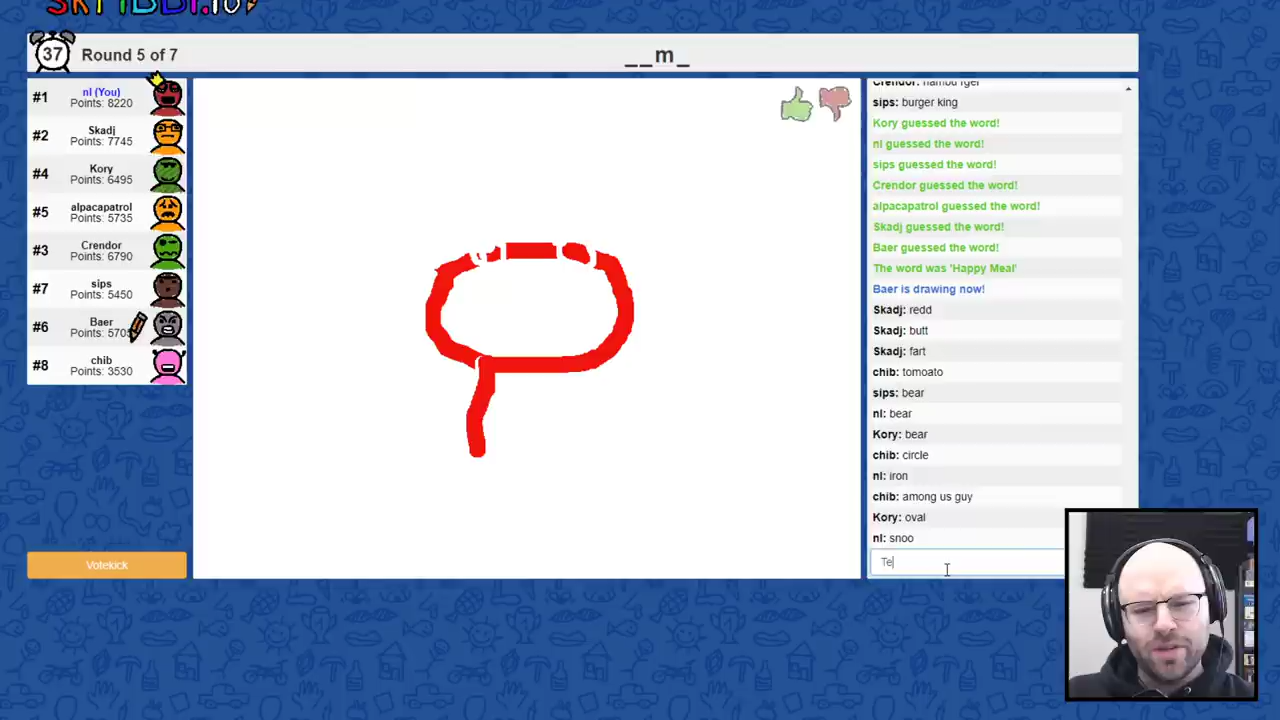 SKRIBBL.IO
37 Round 5 of 7
__m_
#1 nl (You)
Points: 8220
#2 Skadj
Points: 7745
#4 Kory
Points: 6495
#5 alpacapatrol
Points: 5735
#3 Crendor
Points: 6790
#7 sips
Points: 5450
#6 Baer
#8 chib
Points: 3530
Votekick
sips: burger king
Kory guessed the word!
nl guessed the word!
sips guessed the word!
Crendor guessed the word!
alpacapatrol guessed the word!
Skadj guessed the word!
Baer guessed the word!
The word was 'Happy Meal'
Baer is drawing now!
Skadj: redd
Skadj: butt
Skadj: fart
chib: tomoato
sips: bear
nl: bear
Kory: bear
chib: circle
nl: iron
chib: among us guy
Kory: oval
nl: snoo
Te